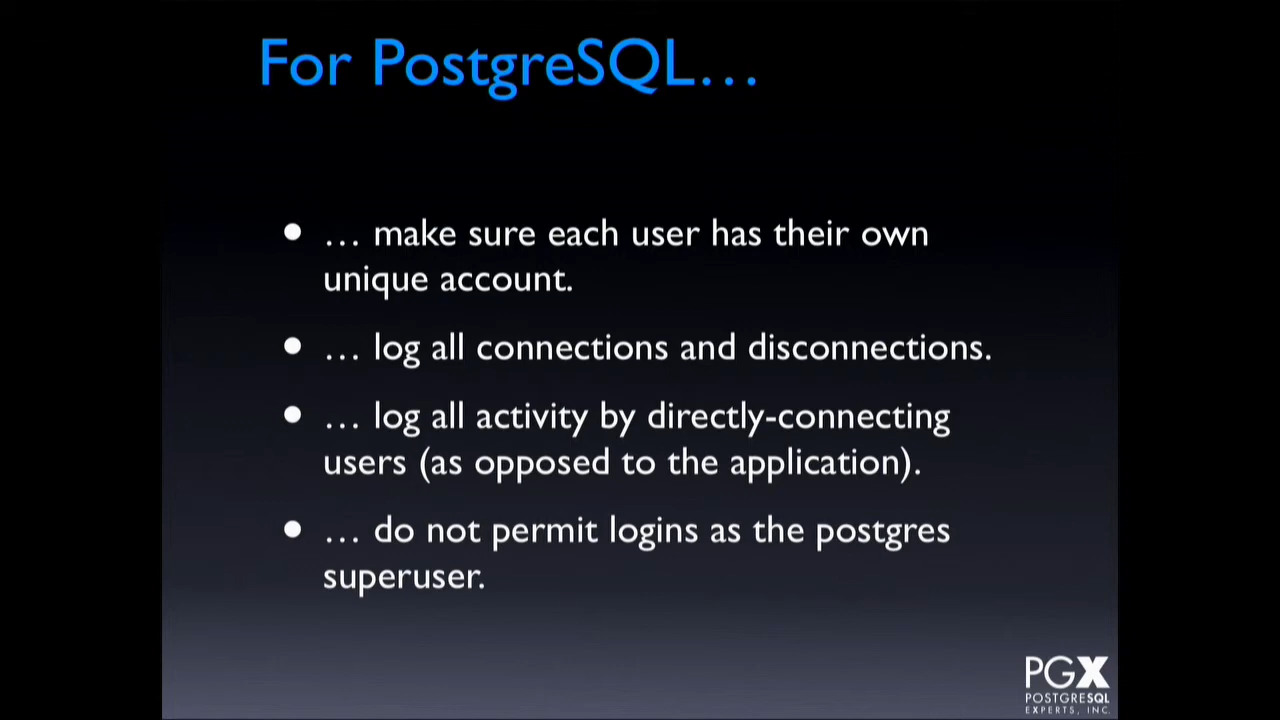 For PostgreSQL…
• … make sure each user has their own
unique account.
• … log all connections and disconnections.
• … log all activity by directly-connecting
users (as opposed to the application).
• … do not permit logins as the postgres
superuser.
PGX
POSTGRESQL
EXPERTS, INC.